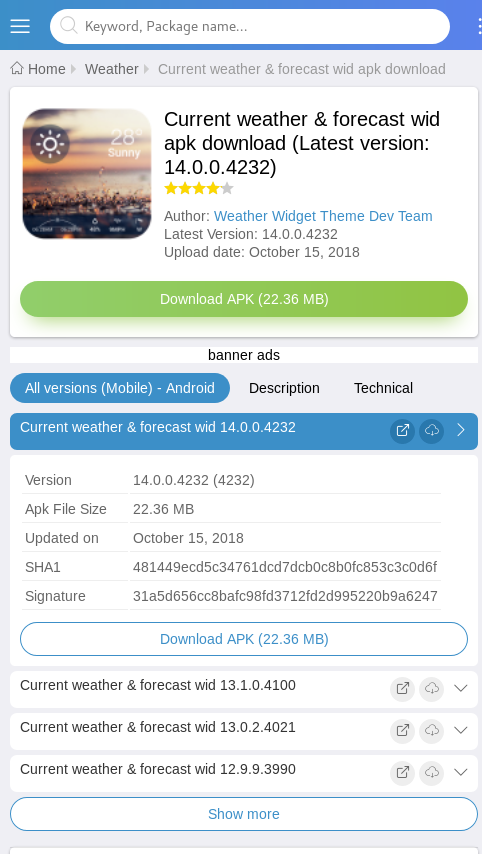 Keyword, Package name...
Home Weather Current weather & forecast wid apk download
28°
Sunny
Current weather & forecast wid
apk download (Latest version:
14.0.0.4232)
Author: Weather Widget Theme Dev Team
Latest Version: 14.0.0.4232
Upload date: October 15, 2018
Download APK (22.36 MB)
banner ads
All versions (Mobile) - Android Description Technical
Current weather & forecast wid 14.0.0.4232
Version 14.0.0.4232 (4232)
Apk File Size 22.36 MB
Updated on October 15, 2018
SHA1 481449ecd5c34761dcd7dcb0c8b0fc853c3c0d6f
Signature 31a5d656cc8bafc98fd3712fd2d995220b9a6247
Download APK (22.36 MB)
Current weather & forecast wid 13.1.0.4100
Current weather & forecast wid 13.0.2.4021
Current weather & forecast wid 12.9.9.3990
Show more